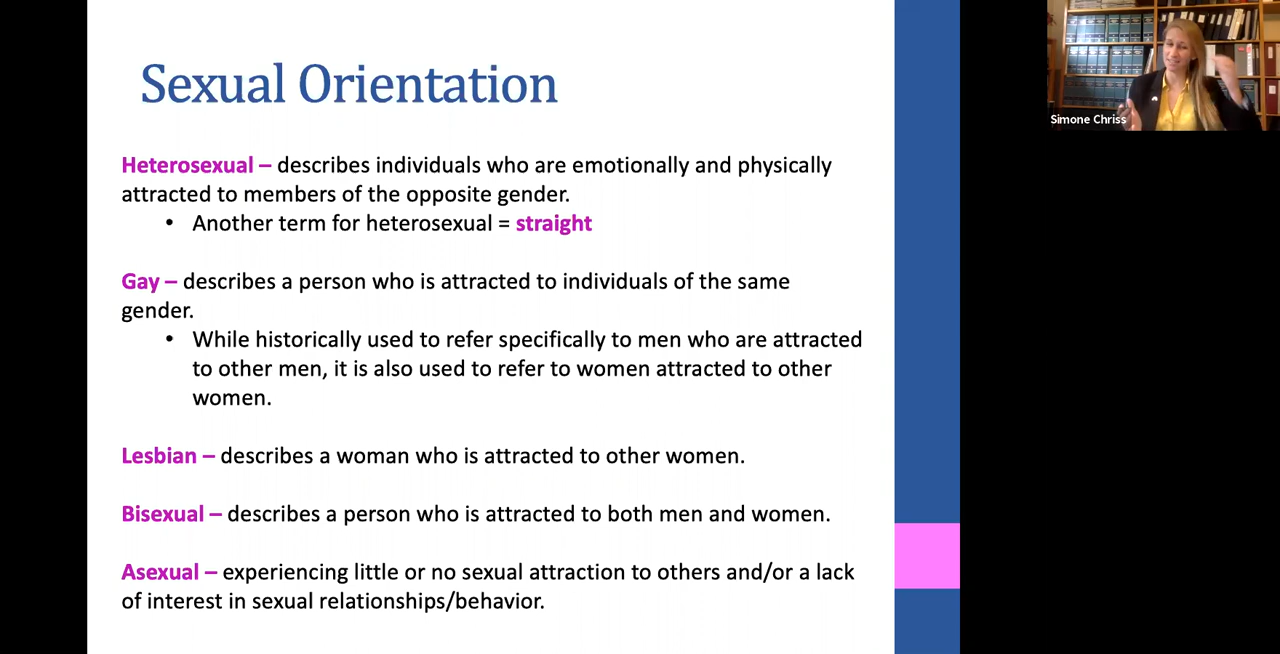 Sexual Orientation
Heterosexual – describes individuals who are emotionally and physically
attracted to members of the opposite gender.
• Another term for heterosexual = straight
Gay – describes a person who is attracted to individuals of the same
gender.
• While historically used to refer specifically to men who are attracted
to other men, it is also used to refer to women attracted to other
women.
Lesbian – describes a woman who is attracted to other women.
Bisexual – describes a person who is attracted to both men and women.
Asexual – experiencing little or no sexual attraction to others and/or a lack
of interest in sexual relationships/behavior.
Simone Chriss